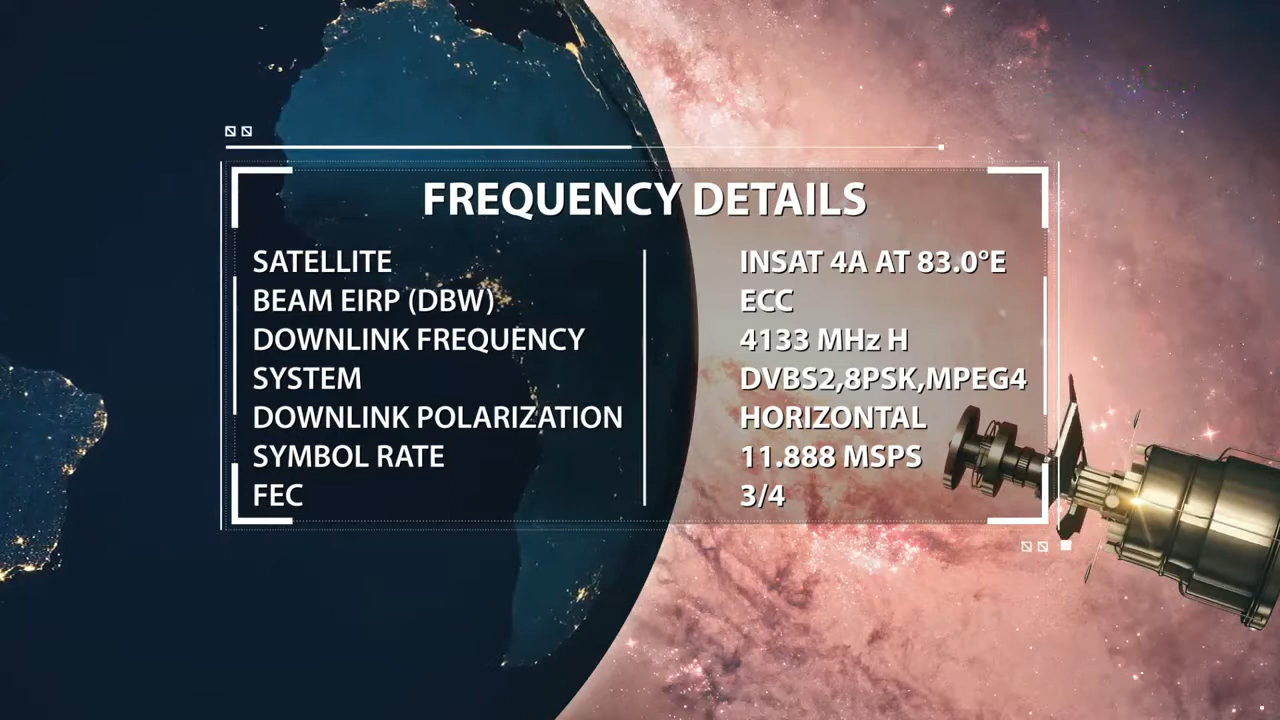 FREQUENCY DETAILS
SATELLITE INSAT 4A AT 83.0°E
BEAM EIRP (DBW) ECC
DOWNLINK FREQUENCY 4133 MHz H
SYSTEM DVBS2,8PSK,MPEG4
DOWNLINK POLARIZATION HORIZONTAL
SYMBOL RATE 11.888 MSPS
FEC 3/4